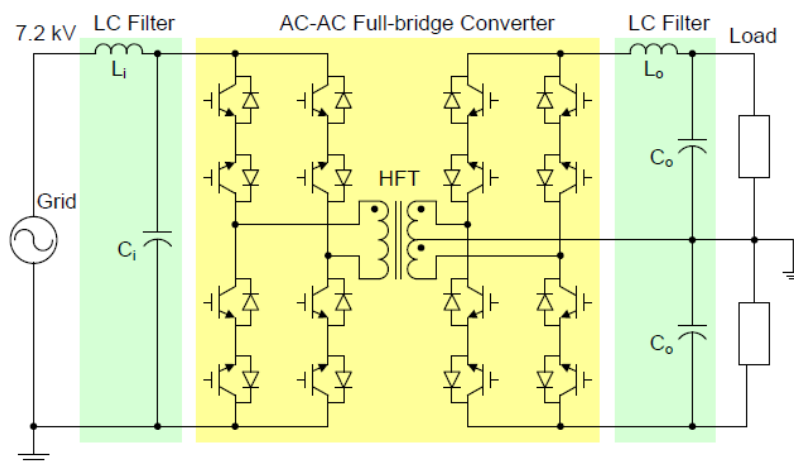 LC Filter
AC-AC Full-bridge Converter
LC Filter
7.2 kV
Load
Li
Lo
Co
HFT
Grid
Ci
Co